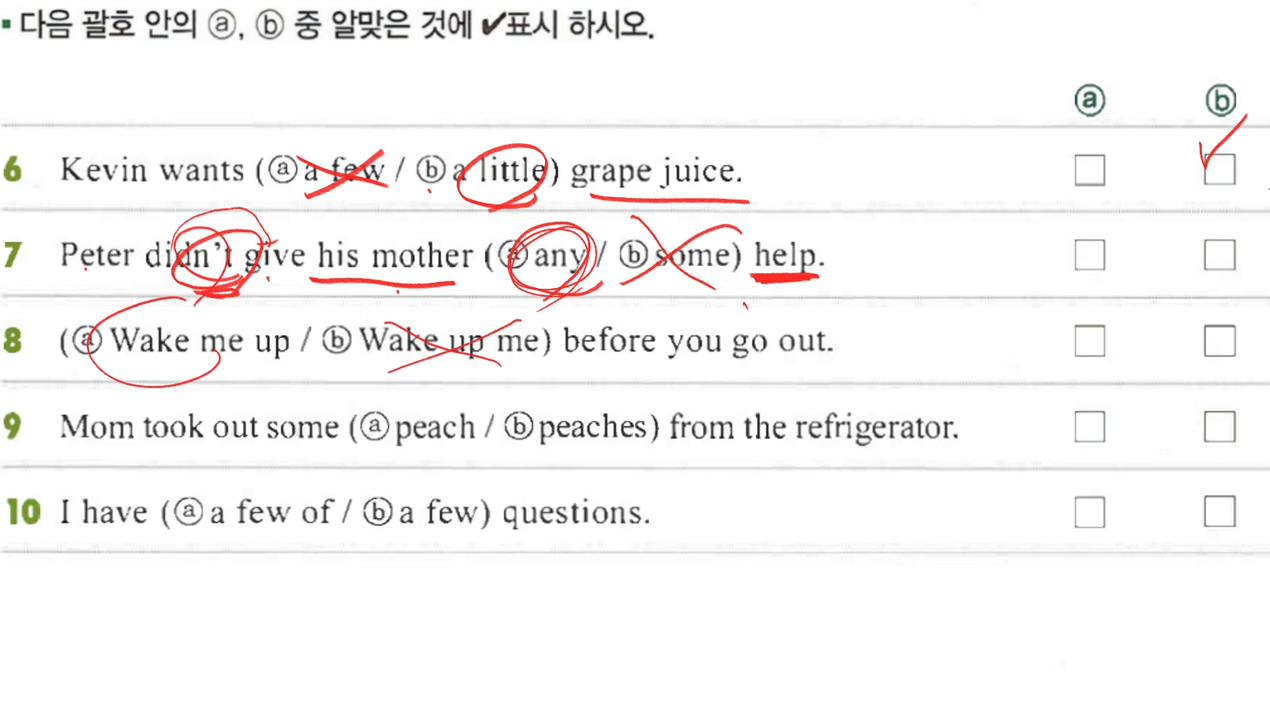 ▪ 다음 괄호 안의 ⓐ, ⓑ 중 알맞은 것에 ✔표시 하시오.
ⓐ ⓑ
6 Kevin wants (ⓐ a few / ⓑ a little) grape juice.
7 Peter didn't give his mother (ⓐ any / ⓑ some) help.
8 (ⓐ Wake me up / ⓑ Wake up me) before you go out.
9 Mom took out some (ⓐ peach / ⓑ peaches) from the refrigerator.
10 I have (ⓐ a few of / ⓑ a few) questions.